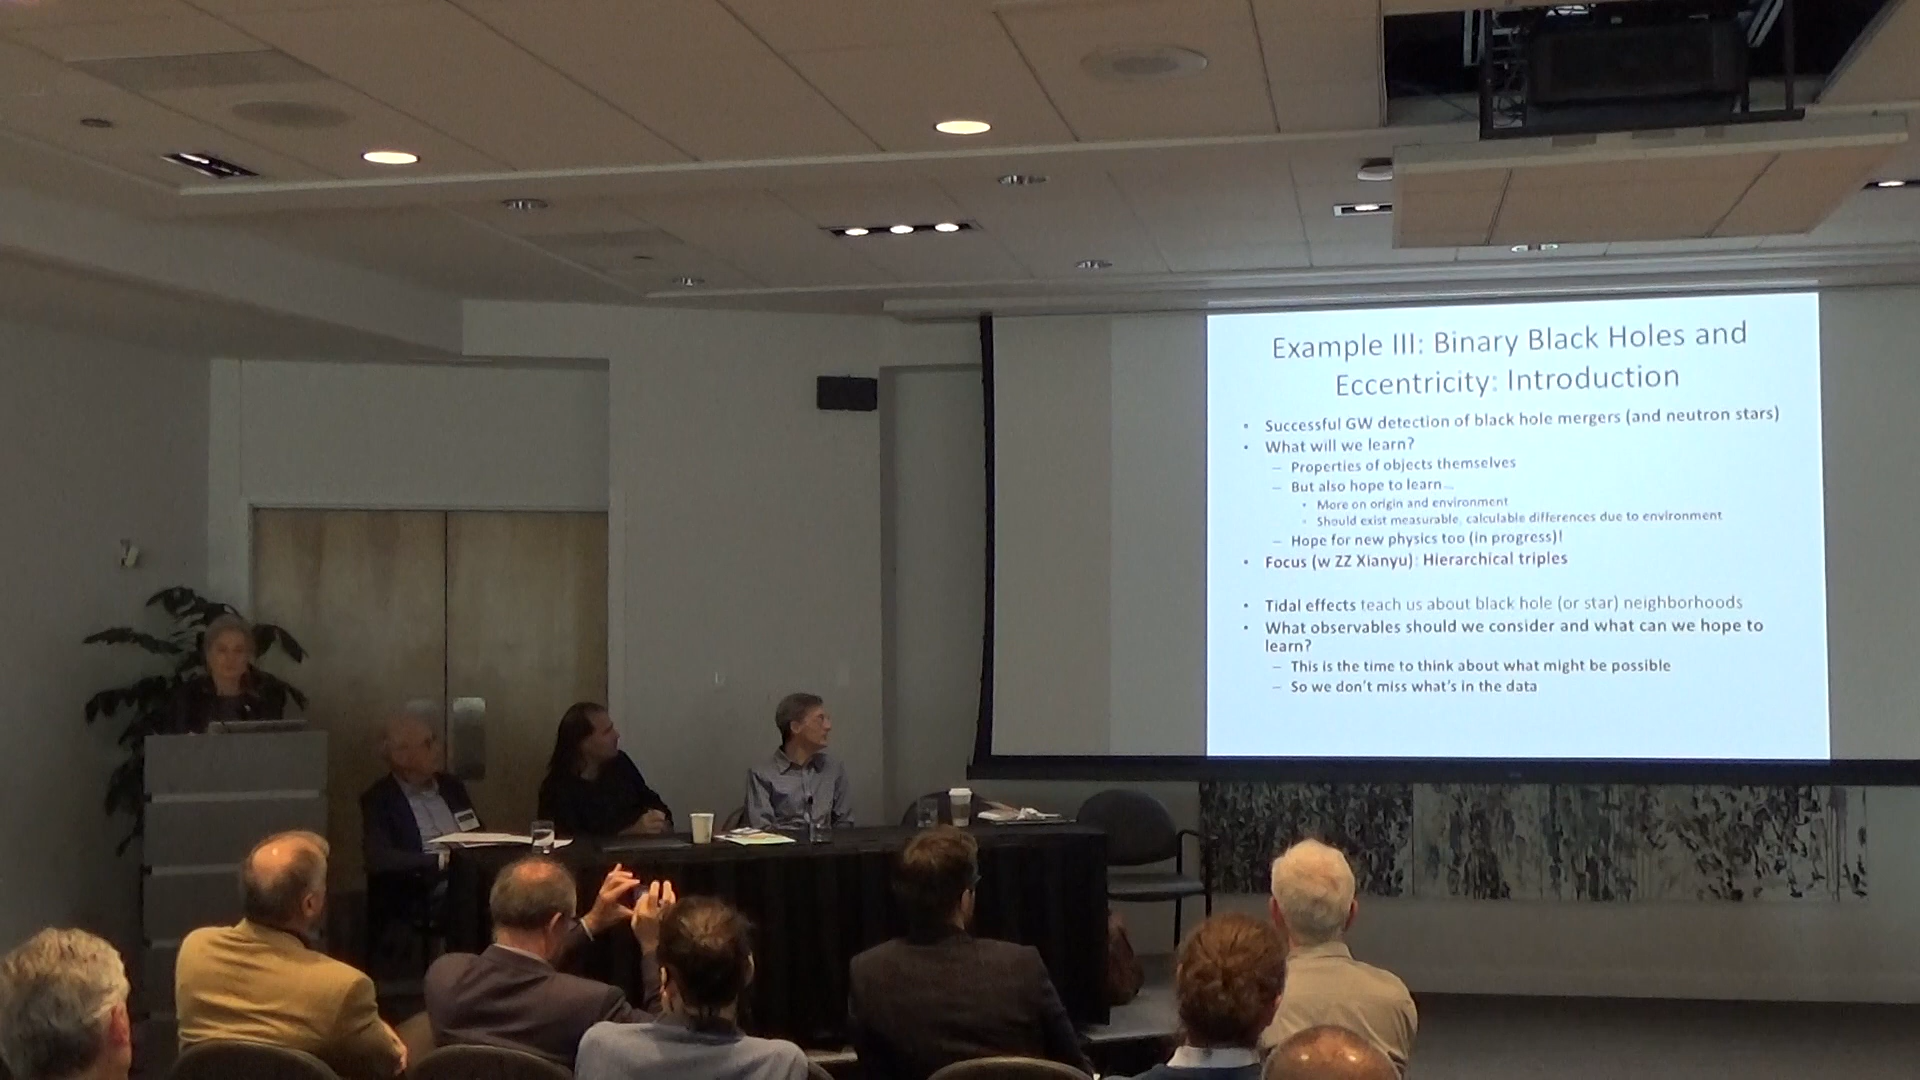 Example III: Binary Black Holes and
Eccentricity: Introduction
• Successful GW detection of black hole mergers (and neutron stars)
• What will we learn?
– Properties of objects themselves
– But also hope to learn...
• More on origin and environment
• Should exist measurable, calculable differences due to environment
– Hope for new physics too (in progress)!
• Focus (w ZZ Xianyu): Hierarchical triples
• Tidal effects teach us about black hole (or star) neighborhoods
• What observables should we consider and what can we hope to
learn?
– This is the time to think about what might be possible
– So we don't miss what's in the data